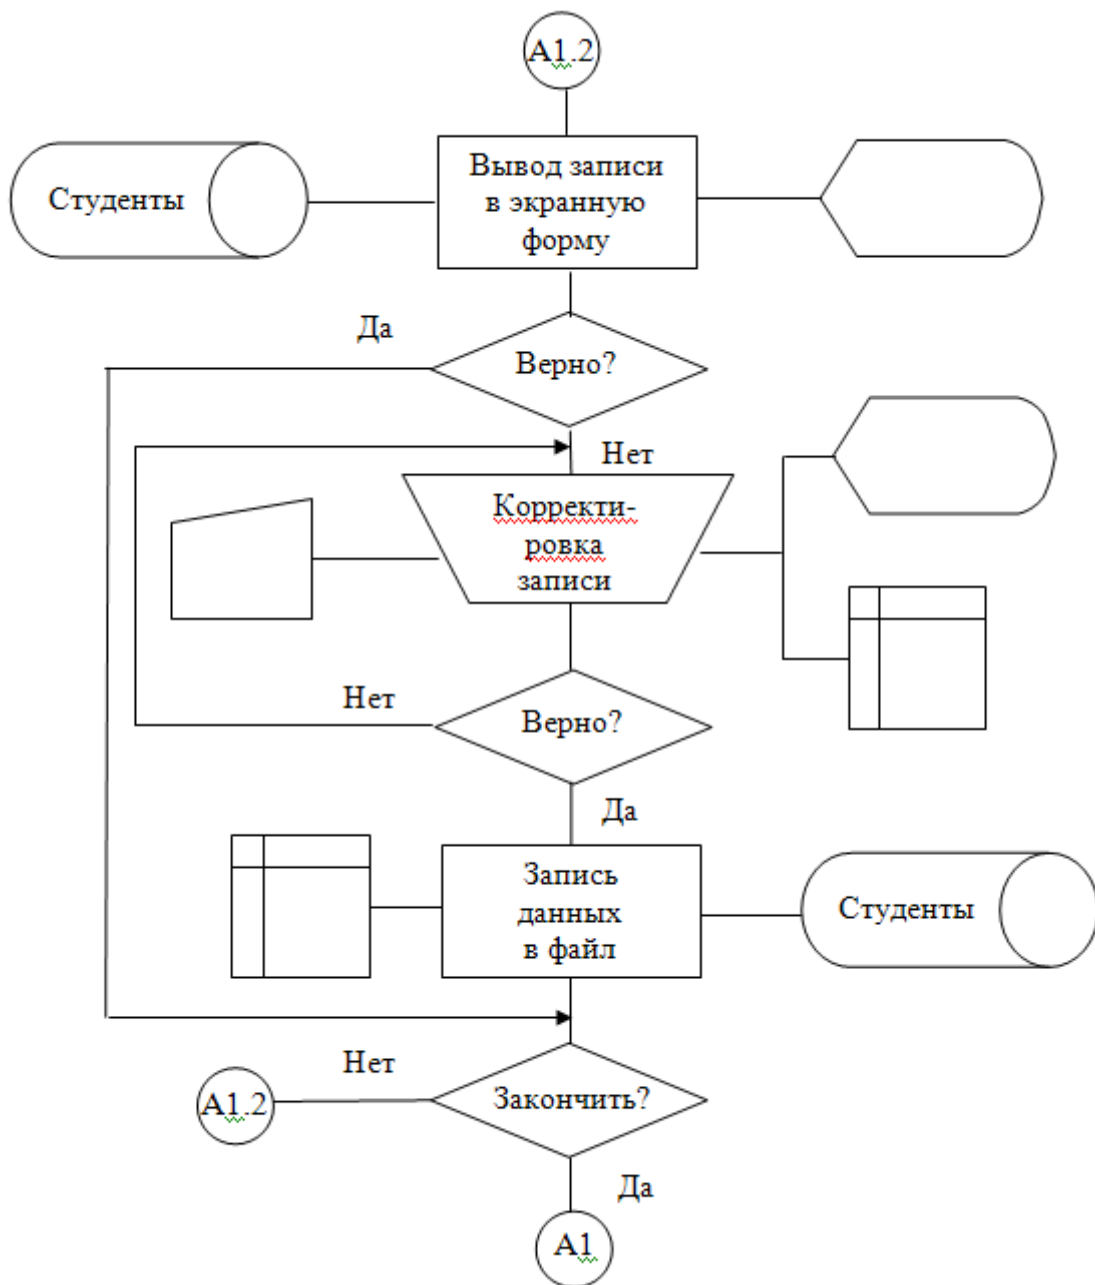 А1.2
Студенты
Вывод записи
в экранную
форму
Да
Верно?
Нет
Корректи-
ровка
записи
Нет
Верно?
Да
Запись
данных
в файл
Студенты
Нет
А1.2
Закончить?
Да
А1